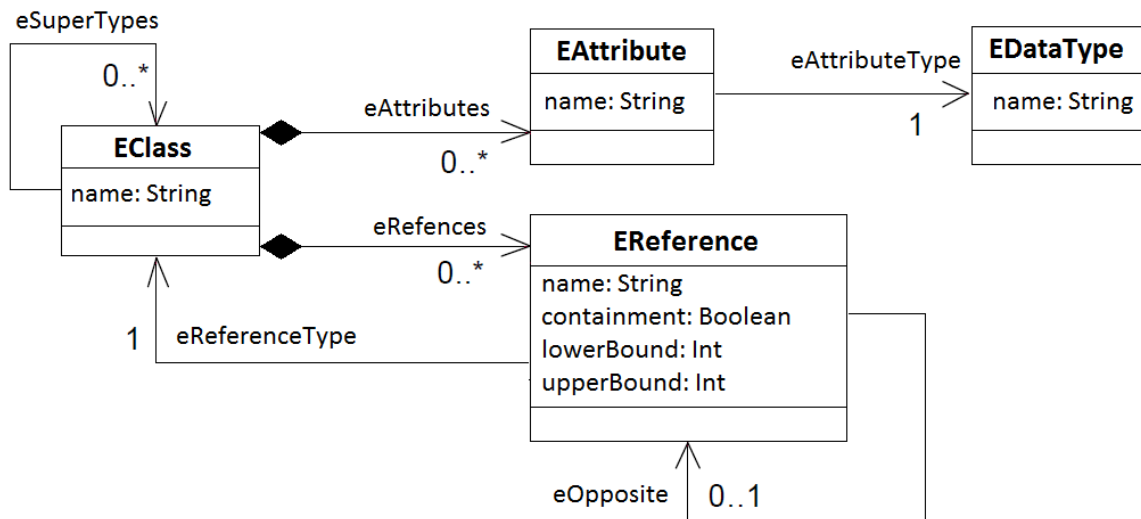 eSuperTypes
0..*
EClass
name: String
eAttributes
0..*
EAttribute
name: String
eAttributeType
1
EDataType
name: String
eRefences
0..*
EReference
name: String
containment: Boolean
lowerBound: Int
upperBound: Int
1
eReferenceType
eOpposite
0..1